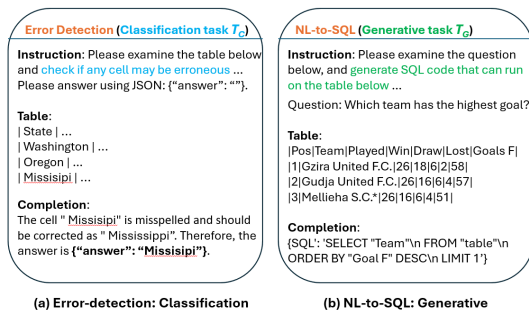 Error Detection (Classification task TC)
Instruction: Please examine the table below
and check if any cell may be erroneous ...
Please answer using JSON: {“answer”: “”}.
Table:
| State | ...
| Washington | ...
| Oregon | ...
| Missisipi | ...
Completion:
The cell " Missisipi" is misspelled and should
be corrected as " Mississippi”. Therefore, the
answer is {“answer”: “Missisipi”}.
(a) Error-detection: Classification
NL-to-SQL (Generative task TG)
Instruction: Please examine the question
below, and generate SQL code that can run
on the table below ...
Question: Which team has the highest goal?
Table:
|Pos|Team|Played|Win|Draw|Lost|Goals F|
|1|Gzira United F.C.|26|18|6|2|58|
|2|Gudja United F.C.|26|16|6|4|57|
|3|Mellieha S.C.*|26|16|6|4|51|
Completion:
{SQL': 'SELECT "Team"\n FROM "table"\n
ORDER BY "Goal F" DESC\n LIMIT 1'}
(b) NL-to-SQL: Generative